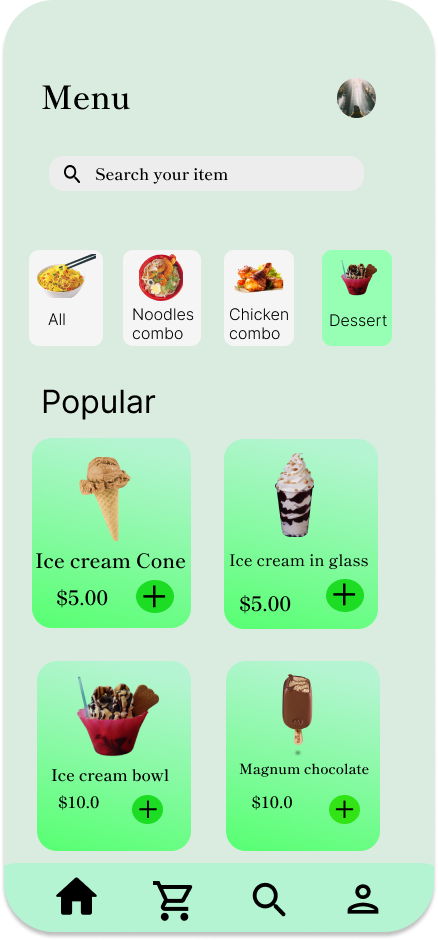 Menu
Search your item
All
Noodles
combo
Chicken
combo
Dessert
Popular
Ice cream Cone
$5.00
Ice cream in glass
$5.00
Ice cream bowl
$10.0
Magnum chocolate
$10.0